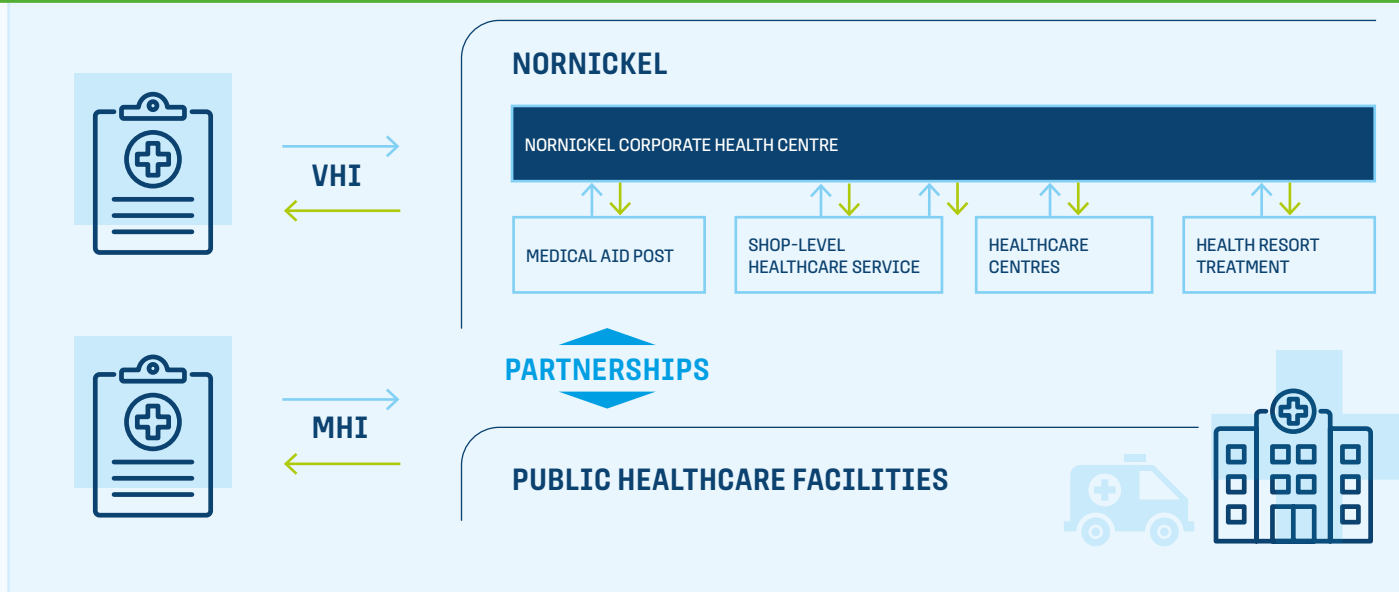 NORNICKEL
NORNICKEL CORPORATE HEALTH CENTRE
VHI
MEDICAL AID POST
SHOP-LEVEL
HEALTHCARE SERVICE
HEALTHCARE
CENTRES
HEALTH RESORT
TREATMENT
PARTNERSHIPS
MHI
PUBLIC HEALTHCARE FACILITIES